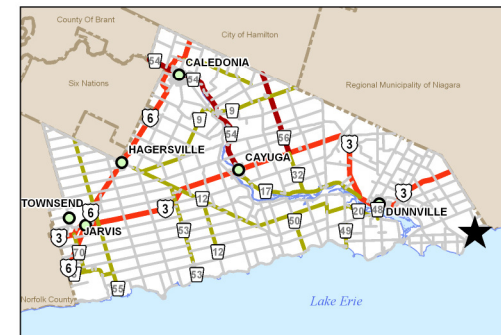 County Of Brant
City of Hamilton
54
CALEDONIA
54
Six Nations
Regional Municipality of Niagara
6
9
9
54
56
3
HAGERSVILLE
CAYUGA
32
17
3
TOWNSEND
12
3
6
20
48
DUNNVILLE
JARVIS
50
3
53
49
70
12
6
53
55
Norfolk County
Lake Erie